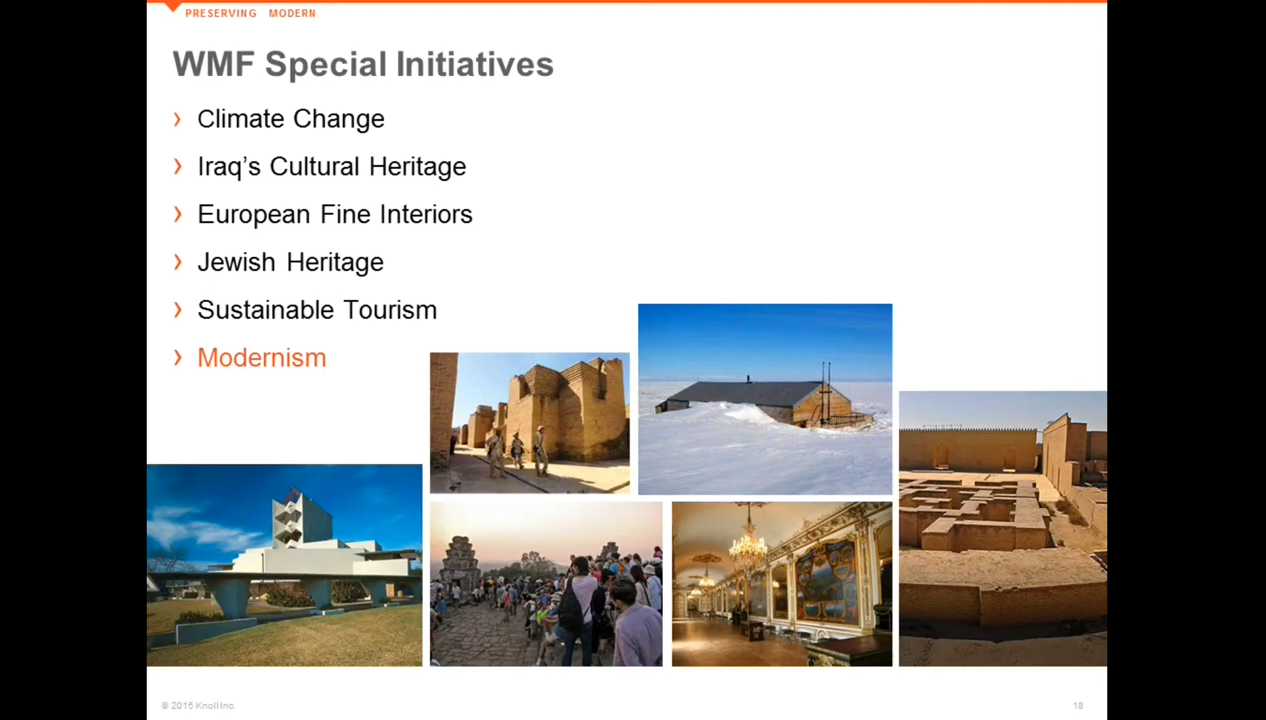 PRESERVING MODERN
WMF Special Initiatives
› Climate Change
› Iraq’s Cultural Heritage
› European Fine Interiors
› Jewish Heritage
› Sustainable Tourism
› Modernism
© 2015 Knoll Inc.
18